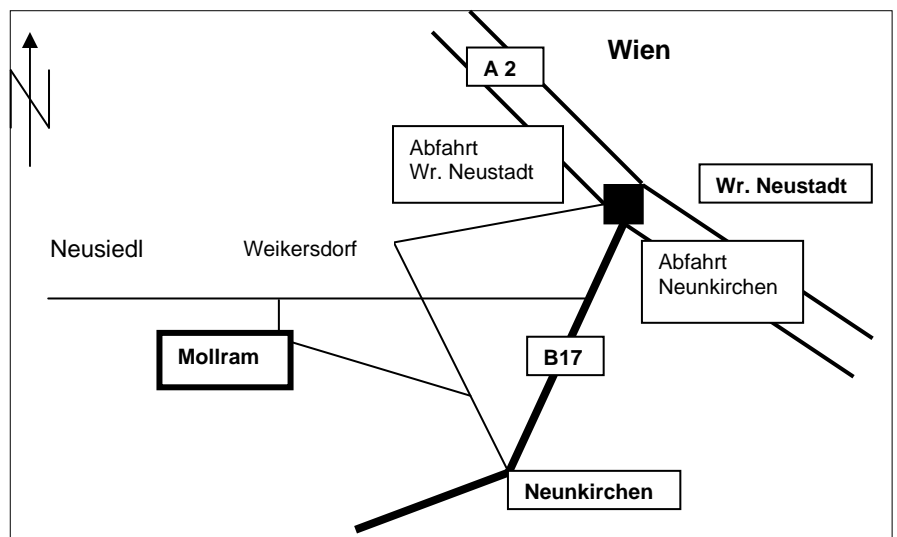 Wien
A 2
Abfahrt
Wr. Neustadt
Wr. Neustadt
Neusiedl
Weikersdorf
Abfahrt
Neunkirchen
Mollram
B17
Neunkirchen